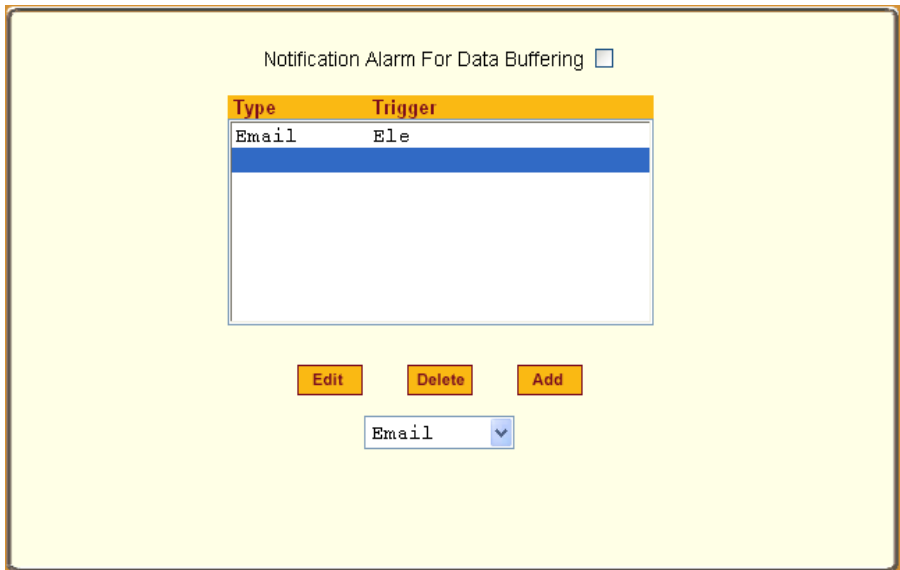 Notification Alarm For Data Buffering
Type Trigger
Email Ele
Edit Delete Add
Email